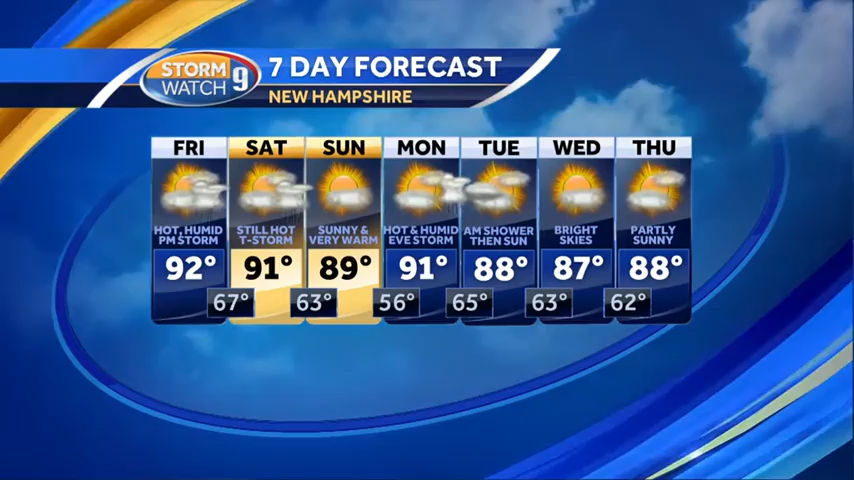 STORM
WATCH 9
7 DAY FORECAST
NEW HAMPSHIRE
FRI SAT SUN MON TUE WED THU
HOT, HUMID STILL HOT SUNNY & HOT & HUMID AM SHOWER BRIGHT PARTLY
PM STORM T-STORM VERY WARM EVE STORM THEN SUN SKIES SUNNY
92° 91° 89° 91° 88° 87° 88°
67° 63° 56° 65° 63° 62°